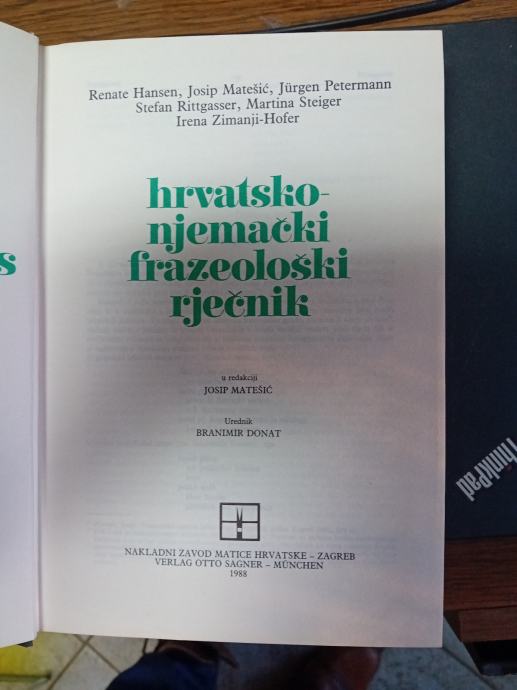 Renate Hansen, Josip Matešić, Jürgen Petermann
Stefan Rittgasser, Martina Steiger
Irena Zimanji-Hofer
hrvatsko-
njemački
frazeološki
rječnik
u redakciji
JOSIP MATEŠIĆ
Urednik
BRANIMIR DONAT
NAKLADNI ZAVOD MATICE HRVATSKE – ZAGREB
VERLAG OTTO SAGNER – MÜNCHEN
1988
s
ThinkPad